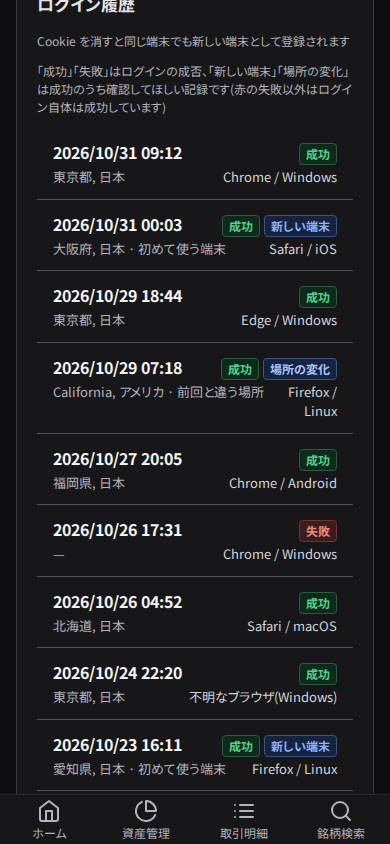 ログイン履歴
Cookie を消すと同じ端末でも新しい端末として登録されます
「成功」「失敗」はログインの成否、「新しい端末」「場所の変化」
は成功のうち確認してほしい記録です(赤の失敗以外はログイ
ン自体は成功しています)
2026/10/31 09:12 成功
東京都, 日本 Chrome / Windows
2026/10/31 00:03 成功 新しい端末
大阪府, 日本・初めて使う端末 Safari / iOS
2026/10/29 18:44 成功
東京都, 日本 Edge / Windows
2026/10/29 07:18 成功 場所の変化
California, アメリカ・前回と違う場所 Firefox /
Linux
2026/10/27 20:05 成功
福岡県, 日本 Chrome / Android
2026/10/26 17:31 失敗
— Chrome / Windows
2026/10/26 04:52 成功
北海道, 日本 Safari / macOS
2026/10/24 22:20 成功
東京都, 日本 不明なブラウザ(Windows)
2026/10/23 16:11 成功 新しい端末
愛知県, 日本・初めて使う端末 Firefox / Linux
ホーム 資産管理 取引明細 銘柄検索